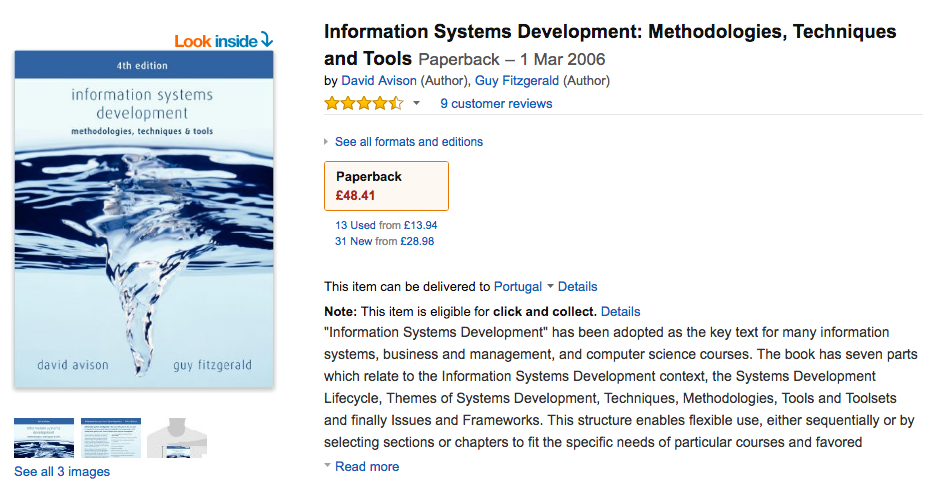 Look inside
4th edition
information systems
development
methodologies, techniques & tools
david avison guy fitzgerald
See all 3 images
Information Systems Development: Methodologies, Techniques
and Tools Paperback – 1 Mar 2006
by David Avison (Author), Guy Fitzgerald (Author)
9 customer reviews
See all formats and editions
Paperback
£48.41
13 Used from £13.94
31 New from £28.98
This item can be delivered to Portugal Details
Note: This item is eligible for click and collect. Details
"Information Systems Development" has been adopted as the key text for many information
systems, business and management, and computer science courses. The book has seven parts
which relate to the Information Systems Development context, the Systems Development
Lifecycle, Themes of Systems Development, Techniques, Methodologies, Tools and Toolsets
and finally Issues and Frameworks. This structure enables flexible use, either sequentially or by
selecting sections or chapters to fit the specific needs of particular courses and favored
Read more